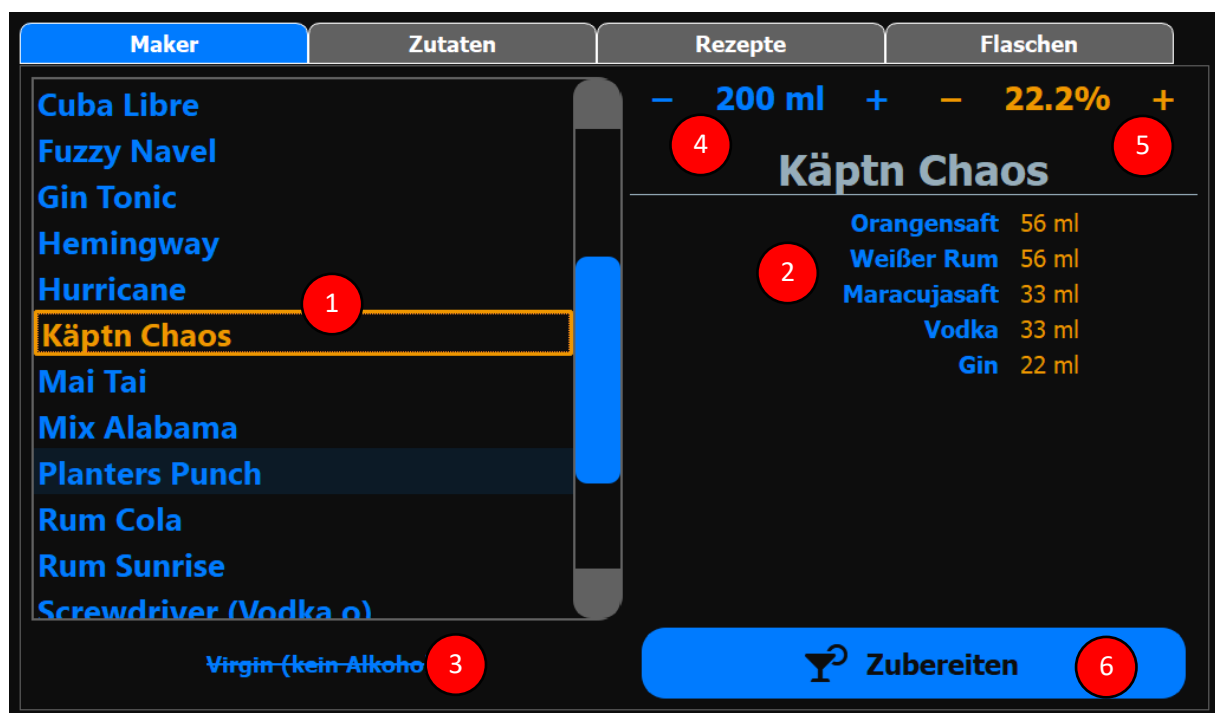 Maker Zutaten Rezepte Flaschen
Cuba Libre
Fuzzy Navel
Gin Tonic
Hemingway
Hurricane
1
Käptn Chaos
Mai Tai
Mix Alabama
Planters Punch
Rum Cola
Rum Sunrise
Screwdriver (Vodka o)
Virgin (kein Alkoho
3
− 200 ml + − 22.2% +
4 5
Käptn Chaos
Orangensaft 56 ml
Weißer Rum 56 ml
2
Maracujasaft 33 ml
Vodka 33 ml
Gin 22 ml
Zubereiten 6